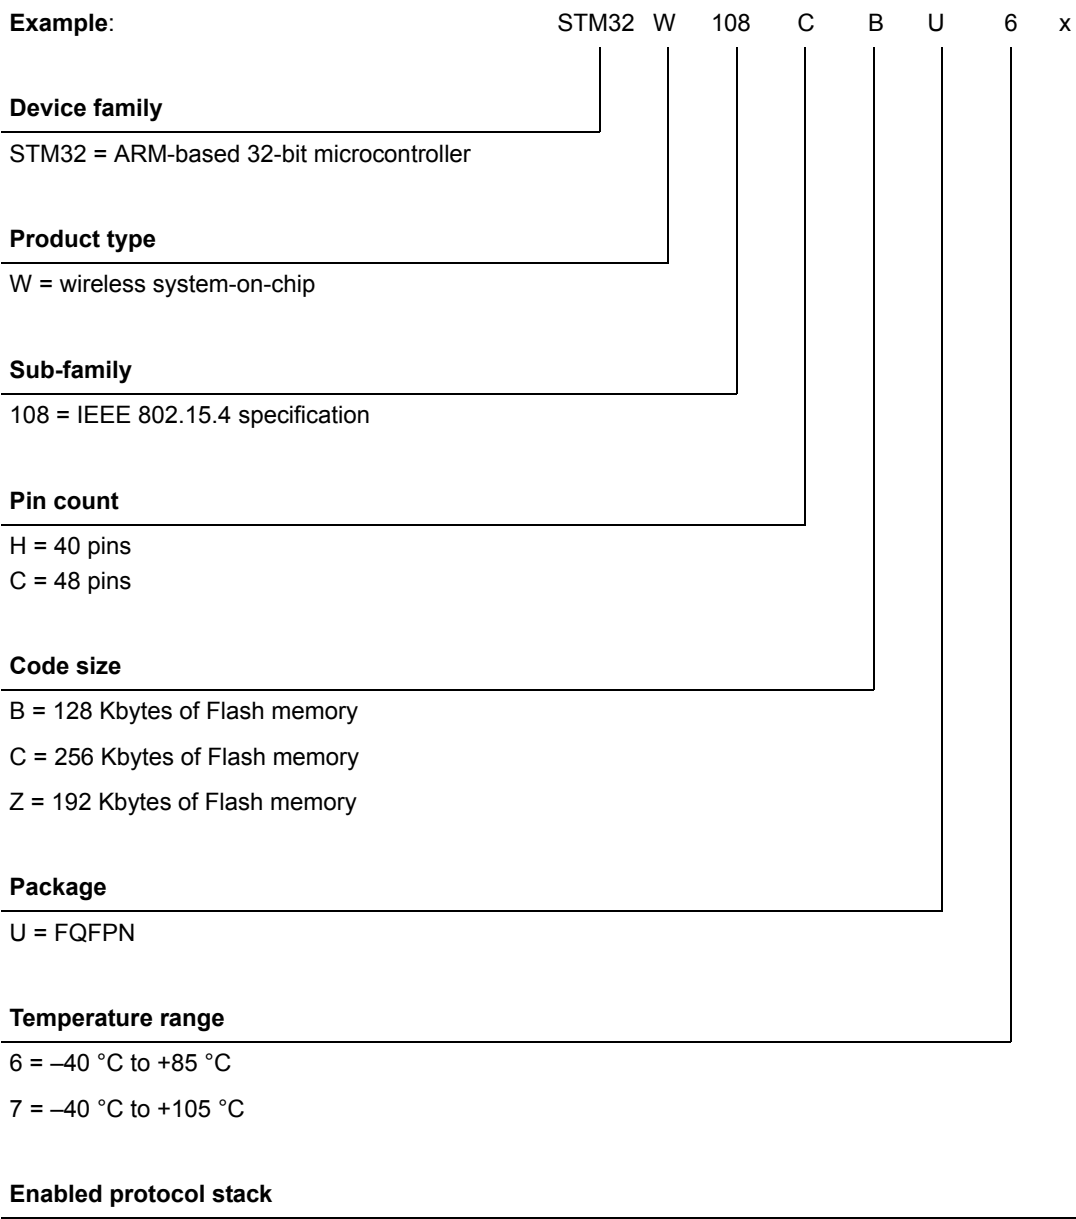 Example: STM32 W 108 C B U 6 x
Device family
STM32 = ARM-based 32-bit microcontroller
Product type
W = wireless system-on-chip
Sub-family
108 = IEEE 802.15.4 specification
Pin count
H = 40 pins
C = 48 pins
Code size
B = 128 Kbytes of Flash memory
C = 256 Kbytes of Flash memory
Z = 192 Kbytes of Flash memory
Package
U = FQFPN
Temperature range
6 = –40 °C to +85 °C
7 = –40 °C to +105 °C
Enabled protocol stack